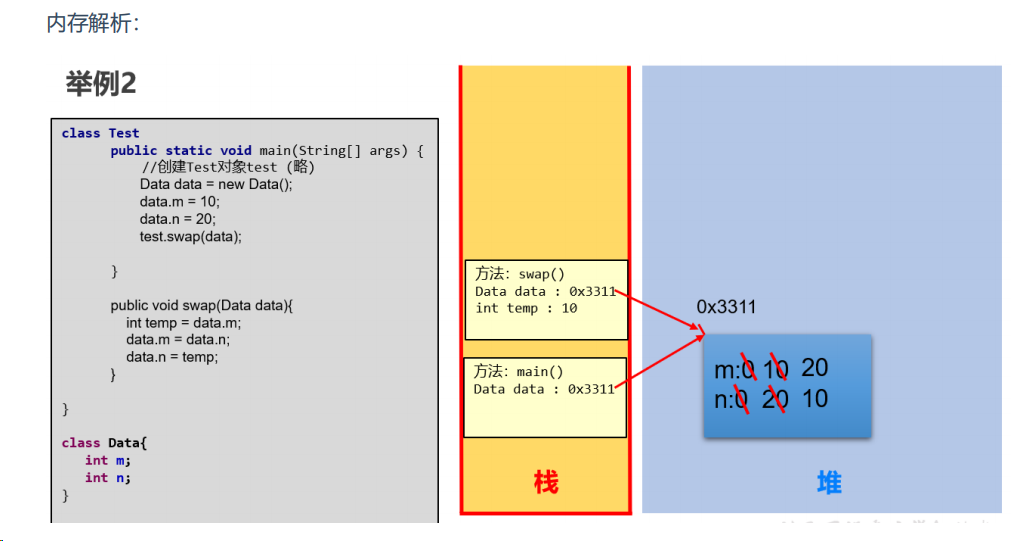 内存解析：
举例2
class Test
public static void main(String[] args) {
//创建Test对象test (略)
Data data = new Data();
data.m = 10;
data.n = 20;
test.swap(data);
}
public void swap(Data data){
int temp = data.m;
data.m = data.n;
data.n = temp;
}
}
class Data{
int m;
int n;
}
方法: swap()
Data data : 0x3311
int temp : 10
方法: main()
Data data : 0x3311
栈
0x3311
m:0 10 20
n:0 20 10
堆